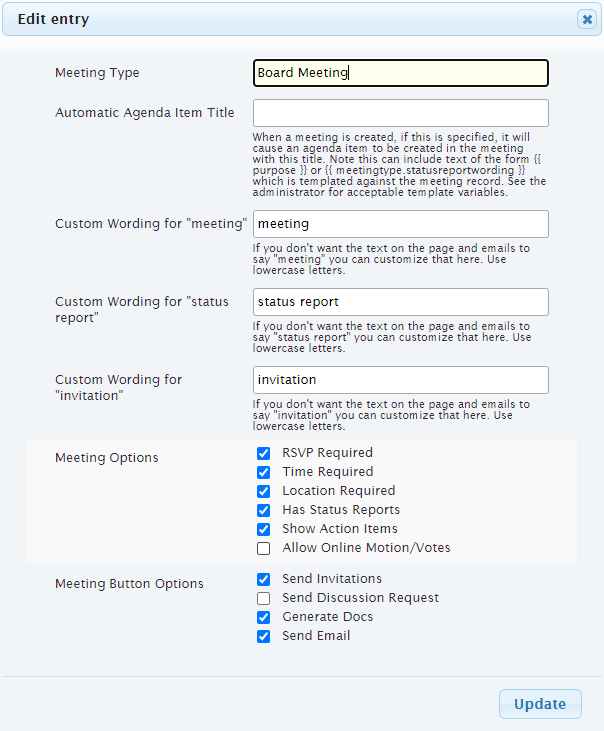 Edit entry
Meeting Type
Board Meeting
Automatic Agenda Item Title
When a meeting is created, if this is specified, it will
cause an agenda item to be created in the meeting
with this title. Note this can include text of the form {{
purpose }} or {{ meetingtype.statusreportwording }}
which is templated against the meeting record. See the
administrator for acceptable template variables.
Custom Wording for "meeting"
meeting
If you don't want the text on the page and emails to
say "meeting" you can customize that here. Use
lowercase letters.
Custom Wording for "status
report"
status report
If you don't want the text on the page and emails to
say "status report" you can customize that here. Use
lowercase letters.
Custom Wording for
"invitation"
invitation
If you don't want the text on the page and emails to
say "invitation" you can customize that here. Use
lowercase letters.
Meeting Options
RSVP Required
Time Required
Location Required
Has Status Reports
Show Action Items
Allow Online Motion/Votes
Meeting Button Options
Send Invitations
Send Discussion Request
Generate Docs
Send Email
Update